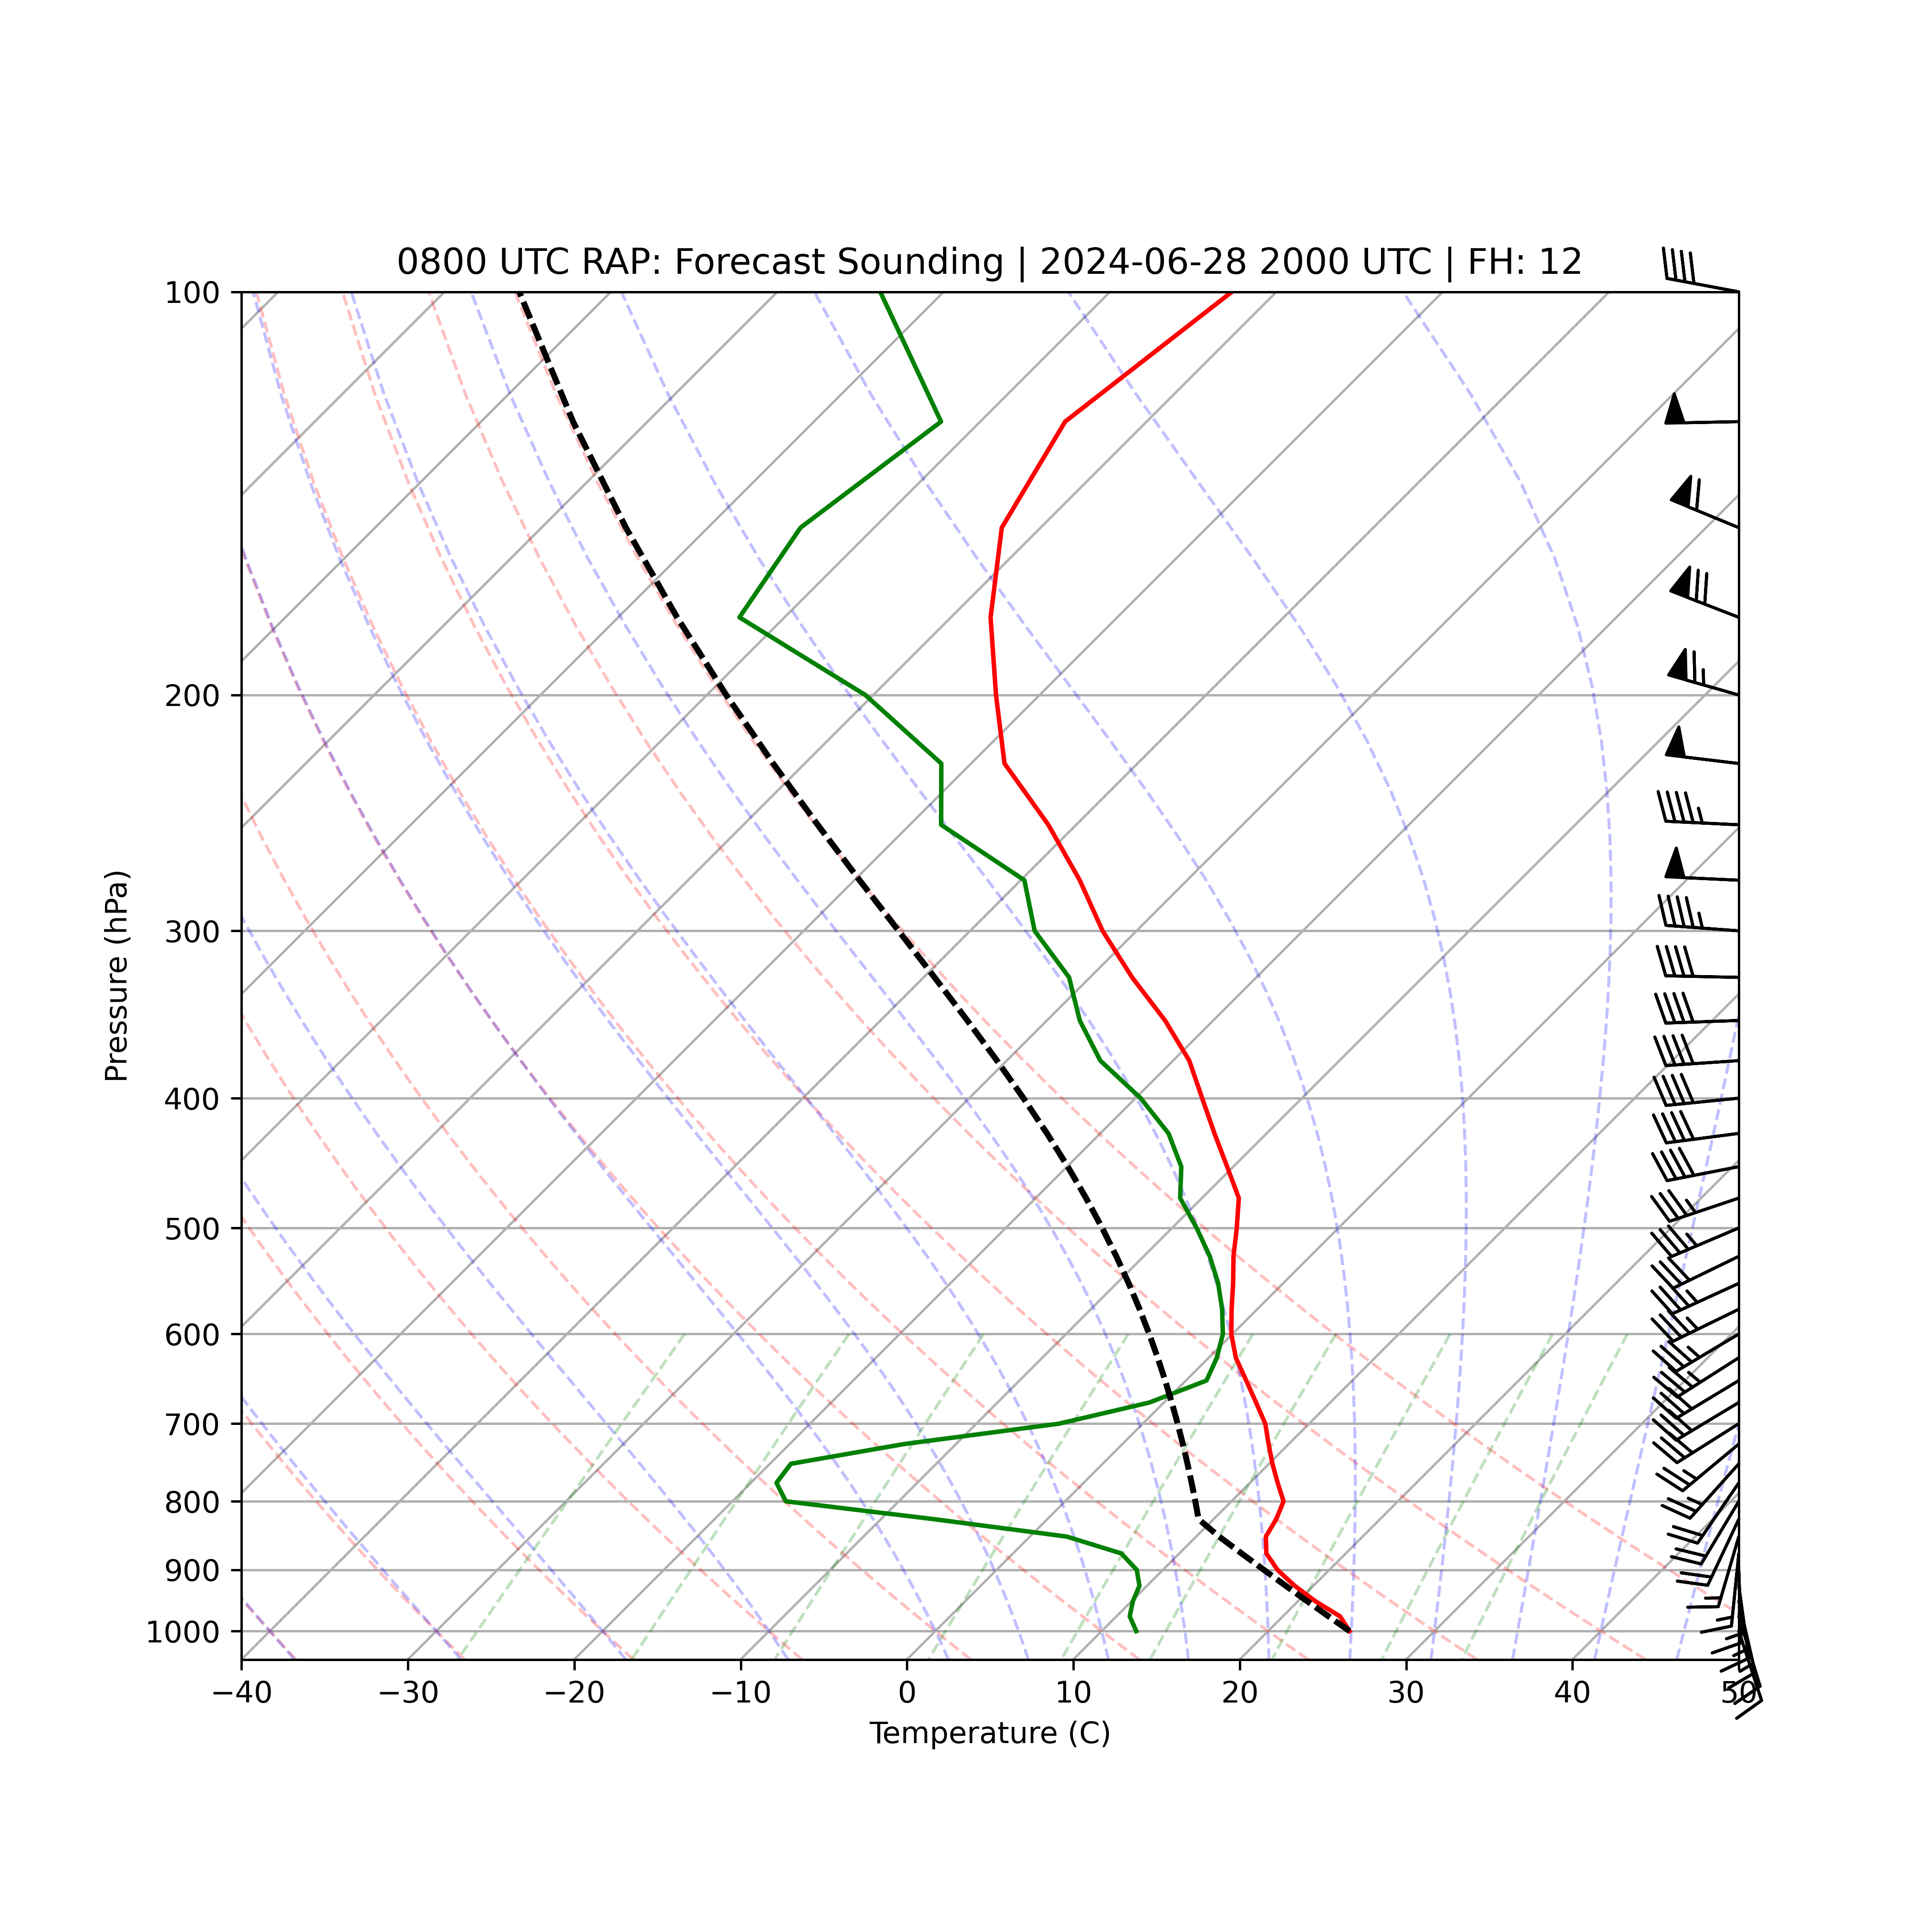 0800 UTC RAP: Forecast Sounding | 2024-06-28 2000 UTC | FH: 12
100
200
300
400
500
600
700
800
900
1000
Pressure (hPa)
−40 −30 −20 −10 0 10 20 30 40 50
Temperature (C)